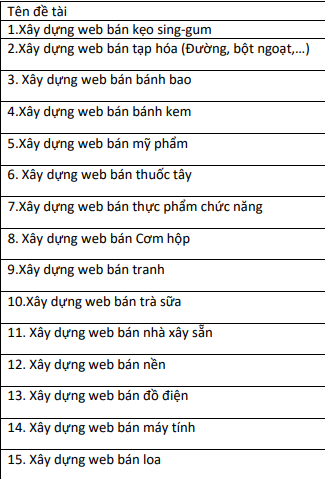 Tên đề tài
1.Xây dựng web bán kẹo sing-gum
2.Xây dựng web bán tạp hóa (Đường, bột ngoạt,…)
3. Xây dựng web bán bánh bao
4.Xây dựng web bán bánh kem
5.Xây dựng web bán mỹ phẩm
6. Xây dựng web bán thuốc tây
7.Xây dựng web bán thực phẩm chức năng
8. Xây dựng web bán Cơm hộp
9.Xây dựng web bán tranh
10.Xây dựng web bán trà sữa
11. Xây dựng web bán nhà xây sẵn
12. Xây dựng web bán nền
13. Xây dựng web bán đồ điện
14. Xây dựng web bán máy tính
15. Xây dựng web bán loa